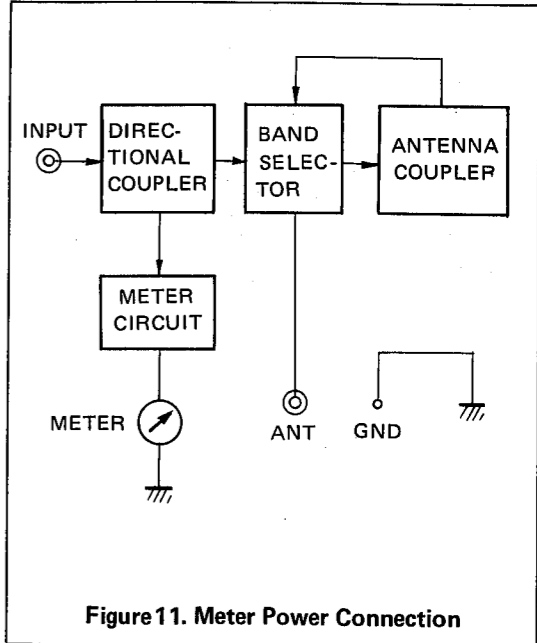 INPUT
DIREC-
TIONAL
COUPLER
BAND
SELEC-
TOR
ANTENNA
COUPLER
METER
CIRCUIT
METER
ANT
GND
Figure 11. Meter Power Connection